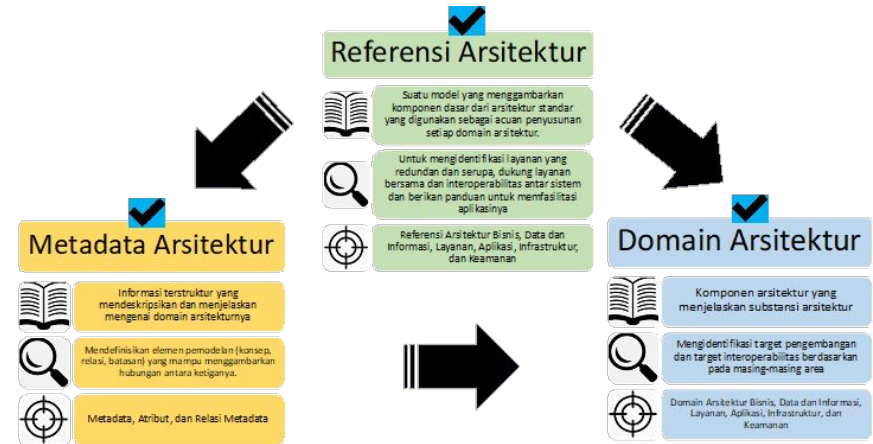 Referensi Arsitektur
Suatu model yang menggambarkan
komponen dasar dari arsitektur standar
yang digunakan sebagai acuan penyusunan
setiap domain arsitektur.
Untuk mengidentifikasi layanan yang
redundan dan serupa, dukung layanan
bersama dan interoperabilitas antar sistem
dan berikan panduan untuk memfasilitasi
aplikasinya
Referensi Arsitektur Bisnis, Data dan
Informasi, Layanan, Aplikasi, Infrastruktur,
dan Keamanan
Metadata Arsitektur
Informasi terstruktur yang
mendeskripsikan dan menjelaskan
mengenai domain arsitekturnya
Mendefinisikan elemen pemodelan (konsep,
relasi, batasan) yang mampu menggambarkan
hubungan antara ketiganya.
Metadata, Atribut, dan Relasi Metadata
Domain Arsitektur
Komponen arsitektur yang
menjelaskan substansi arsitektur
Mengidentifikasi target pengembangan
dan target interoperabilitas berdasarkan
pada masing-masing area
Domain Arsitektur Bisnis, Data dan Informasi,
Layanan, Aplikasi, Infrastruktur, dan
Keamanan